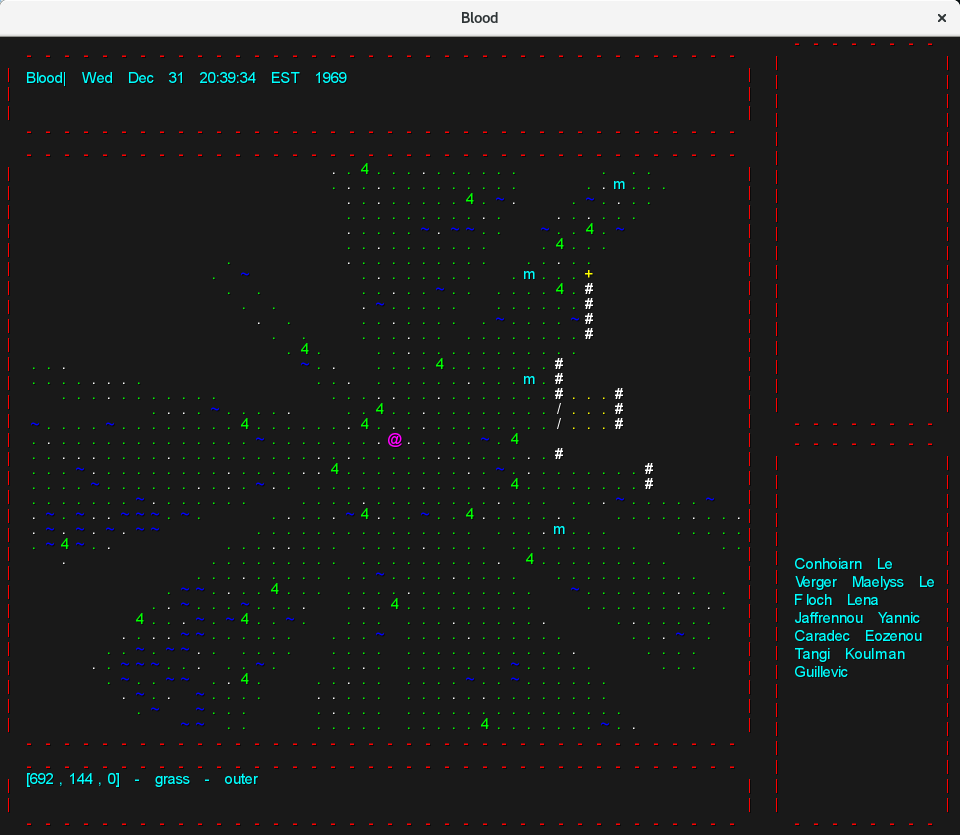 Blood
Blood| Wed Dec 31 20:39:34 EST 1969
Conhoiarn Le
Verger Maelyss Le
Floch Lena
Jaffrennou Yannic
Caradec Eozenou
Tangi Koulman
Guillevic
[692 , 144 , 0] - grass - outer